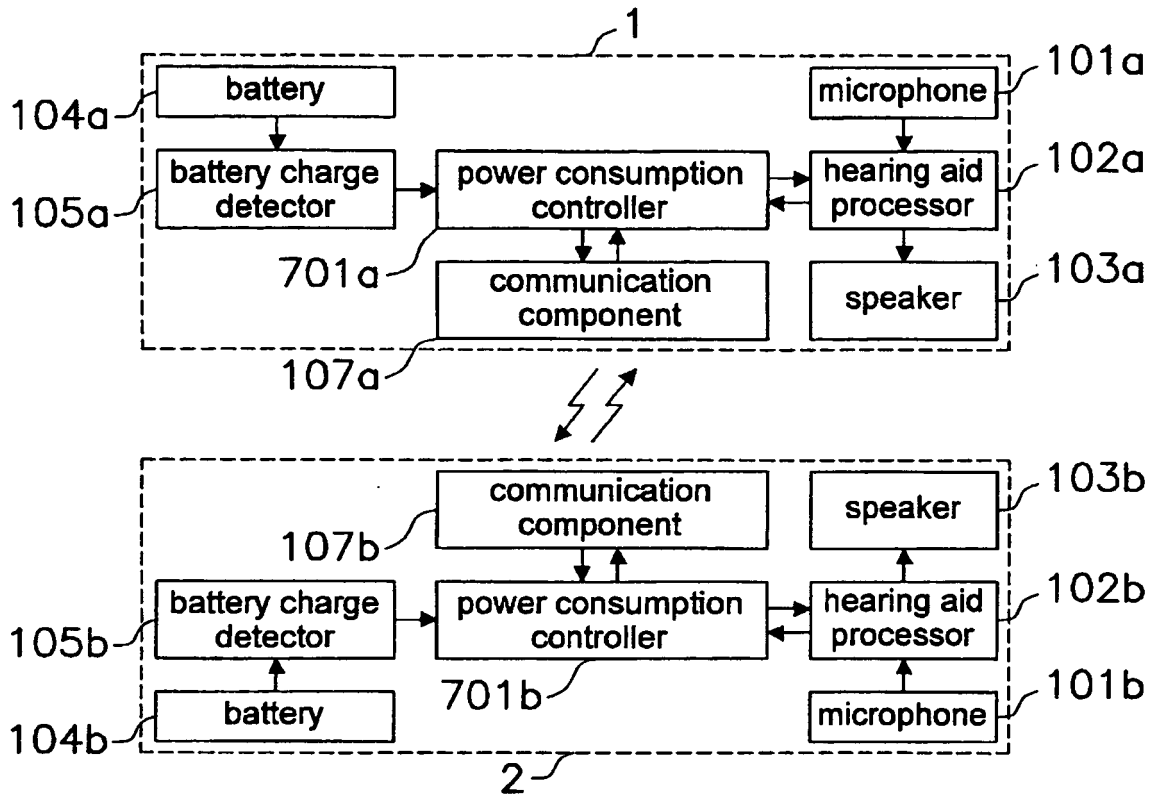 1
battery
microphone
101a
104a
battery charge
detector
power consumption
controller
hearing aid
processor
102a
105a
701a
communication
component
speaker
103a
107a
communication
component
speaker
103b
107b
battery charge
detector
power consumption
controller
hearing aid
processor
102b
105b
701b
battery
microphone
101b
104b
2